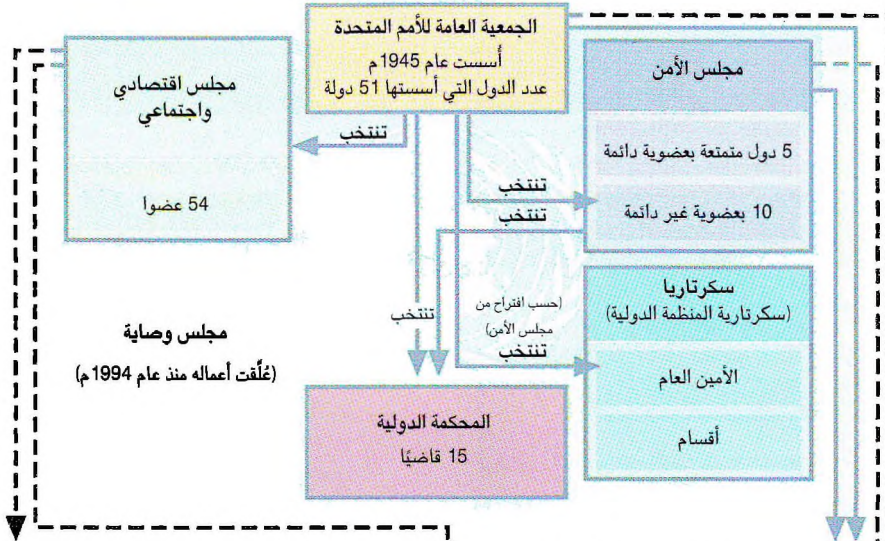 الجمعية العامة للأمم المتحدة
أُسست عام 1945م
عدد الدول التي أسستها 51 دولة
مجلس الأمن
5 دول متمتعة بعضوية دائمة
10 بعضوية غير دائمة
مجلس اقتصادي
واجتماعي
54 عضوا
تنتخب
تنتخب
تنتخب
سكرتاريا
(سكرتارية المنظمة الدولية)
الأمين العام
أقسام
(حسب اقتراح من
مجلس الأمن)
تنتخب
تنتخب
مجلس وصاية
(عُلِّقت أعماله منذ عام 1994م)
المحكمة الدولية
15 قاضيًا